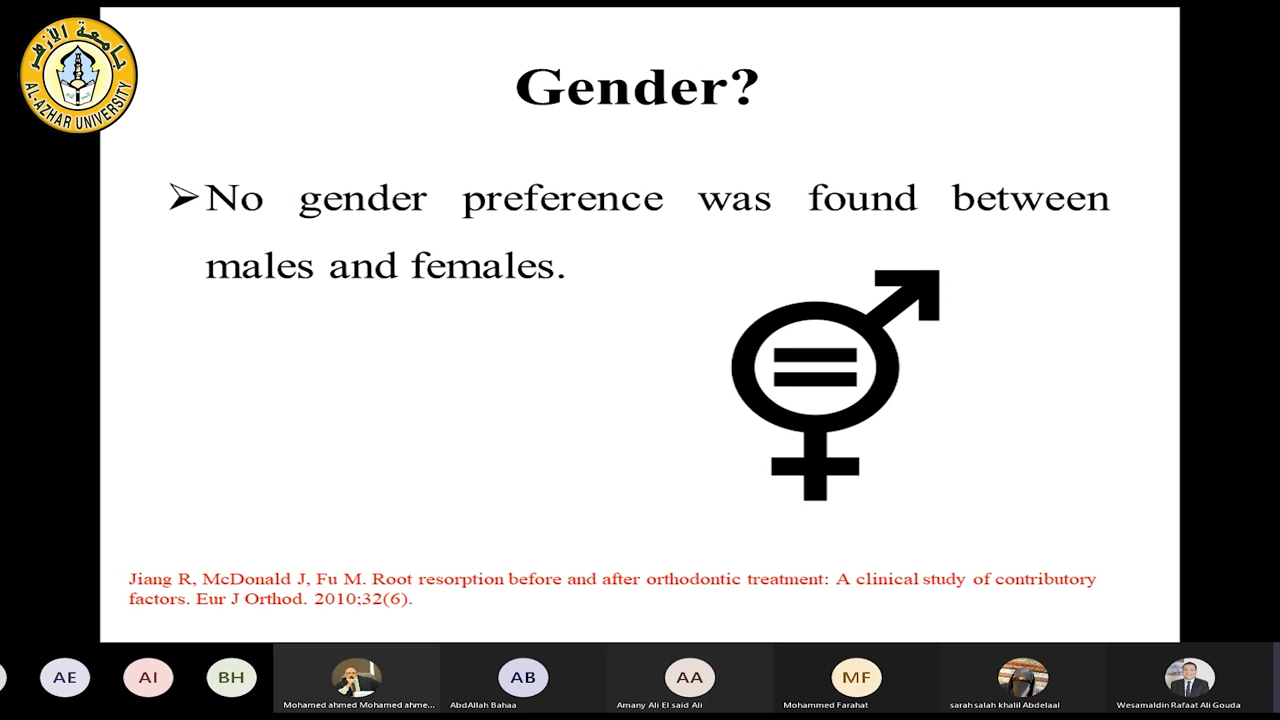 جامعة الأزهر
AL-AZHAR UNIVERSITY
Gender?
➢No gender preference was found between
males and females.
Jiang R, McDonald J, Fu M. Root resorption before and after orthodontic treatment: A clinical study of contributory
factors. Eur J Orthod. 2010;32(6).
AE
AI
BH
AB
AA
MF
Mohamed ahmed Mohamed ahme...
AbdAllah Bahaa
Amany Ali El said Ali
Mohammed Farahat
sarah salah khalil Abdelaal
Wesamaldin Rafaat Ali Gouda